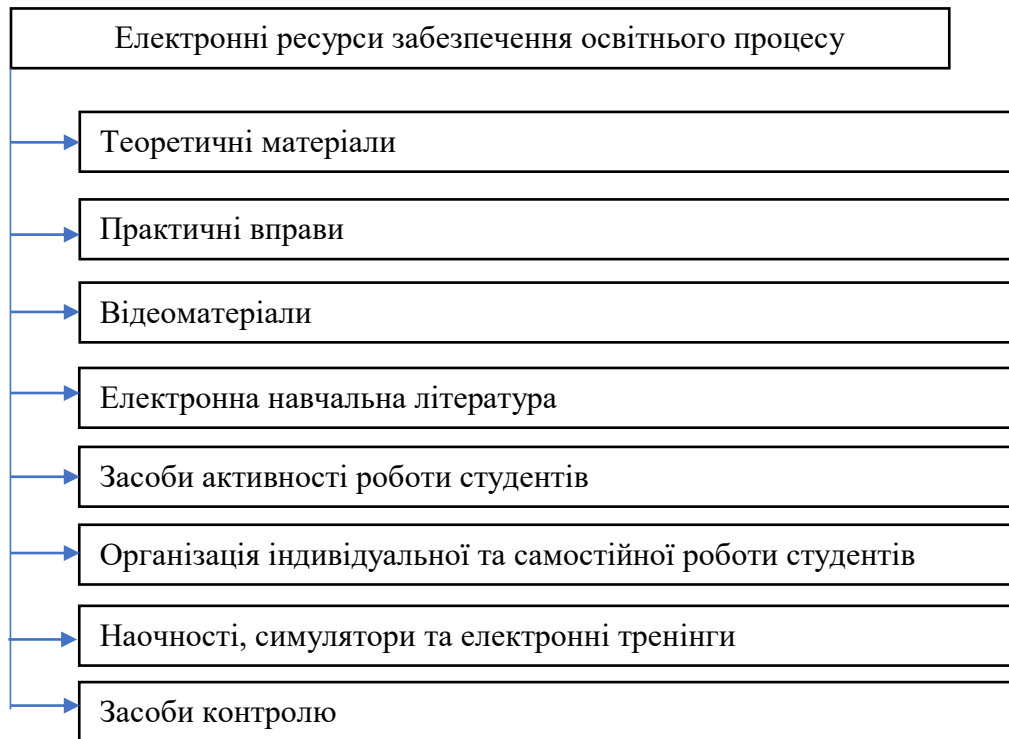 Електронні ресурси забезпечення освітнього процесу
Теоретичні матеріали
Практичні вправи
Відеоматеріали
Електронна навчальна література
Засоби активності роботи студентів
Організація індивідуальної та самостійної роботи студентів
Наочності, симулятори та електронні тренінги
Засоби контролю